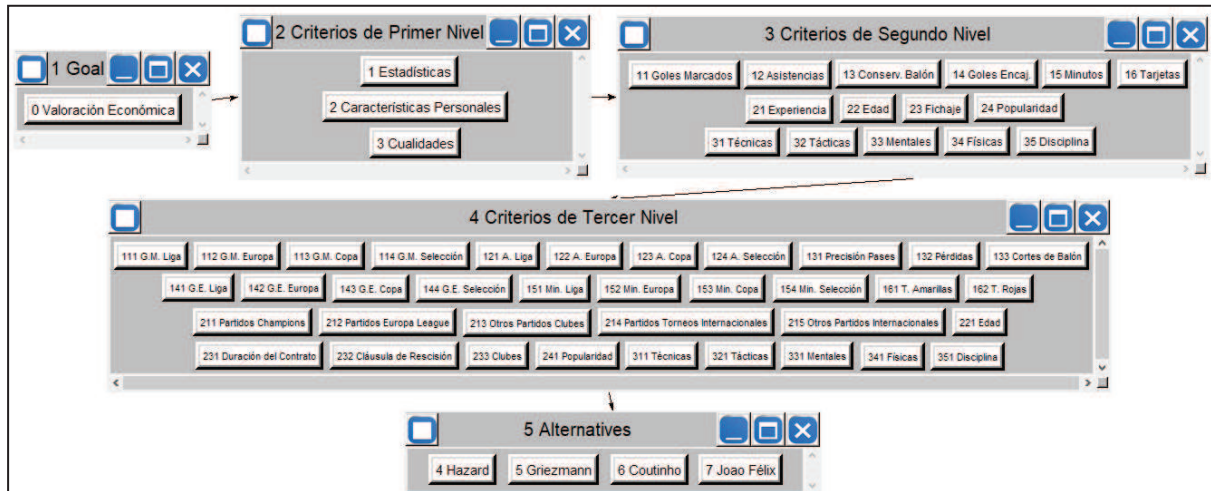 1 Goal
0 Valoración Económica
2 Criterios de Primer Nivel
1 Estadísticas
2 Características Personales
3 Cualidades
3 Criterios de Segundo Nivel
11 Goles Marcados 12 Asistencias 13 Conserv. Balón 14 Goles Encaj. 15 Minutos 16 Tarjetas
21 Experiencia 22 Edad 23 Fichaje 24 Popularidad
31 Técnicas 32 Tácticas 33 Mentales 34 Físicas 35 Disciplina
4 Criterios de Tercer Nivel
111 G.M. Liga 112 G.M. Europa 113 G.M. Copa 114 G.M. Selección 121 A. Liga 122 A. Europa 123 A. Copa 124 A. Selección 131 Precisión Pases 132 Pérdidas 133 Cortes de Balón
141 G.E. Liga 142 G.E. Europa 143 G.E. Copa 144 G.E. Selección 151 Min. Liga 152 Min. Europa 153 Min. Copa 154 Min. Selección 161 T. Amarillas 162 T. Rojas
211 Partidos Champions 212 Partidos Europa League 213 Otros Partidos Clubes 214 Partidos Torneos Internacionales 215 Otros Partidos Internacionales 221 Edad
231 Duración del Contrato 232 Cláusula de Rescisión 233 Clubes 241 Popularidad 311 Técnicas 321 Tácticas 331 Mentales 341 Físicas 351 Disciplina
5 Alternatives
4 Hazard 5 Griezmann 6 Coutinho 7 Joao Félix